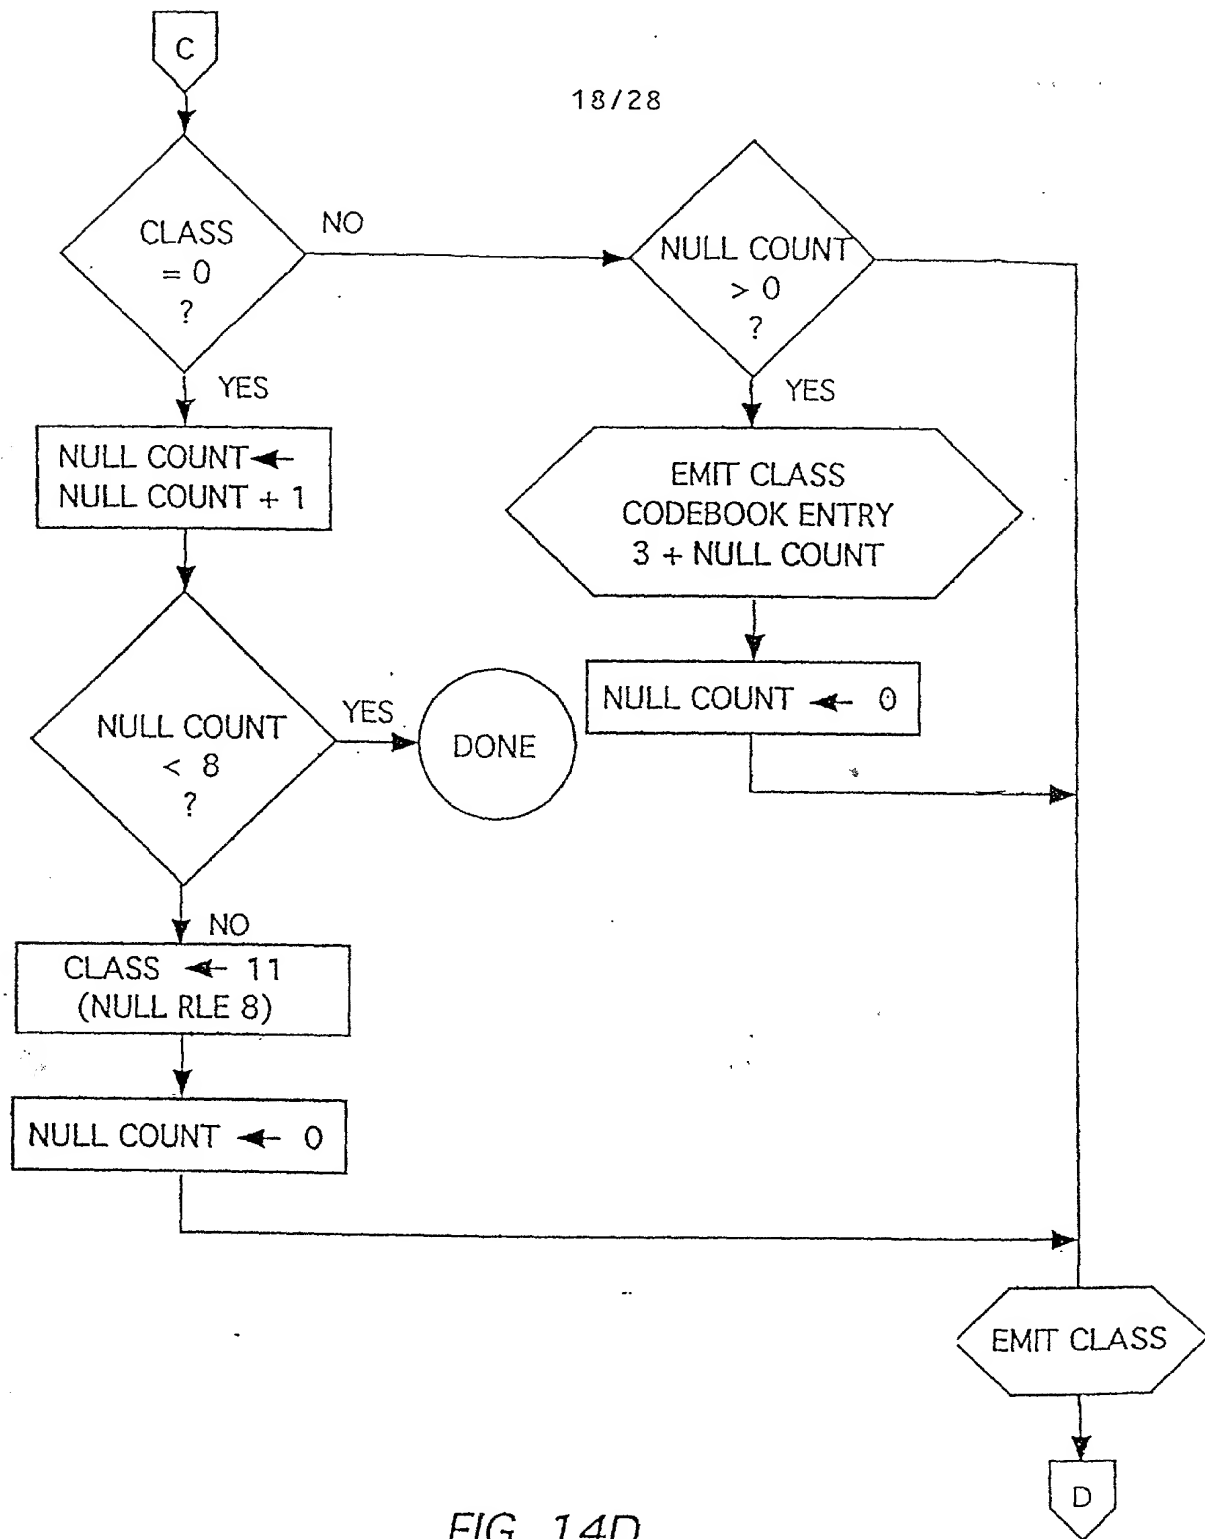 C
18/28
CLASS
= 0
?
NO
NULL COUNT
> 0
?
YES
YES
NULL COUNT ←
NULL COUNT + 1
EMIT CLASS
CODEBOOK ENTRY
3 + NULL COUNT
NULL COUNT ← 0
NULL COUNT
< 8
?
YES
DONE
NO
CLASS ← 11
(NULL RLE 8)
NULL COUNT ← 0
EMIT CLASS
D
FIG. 14D